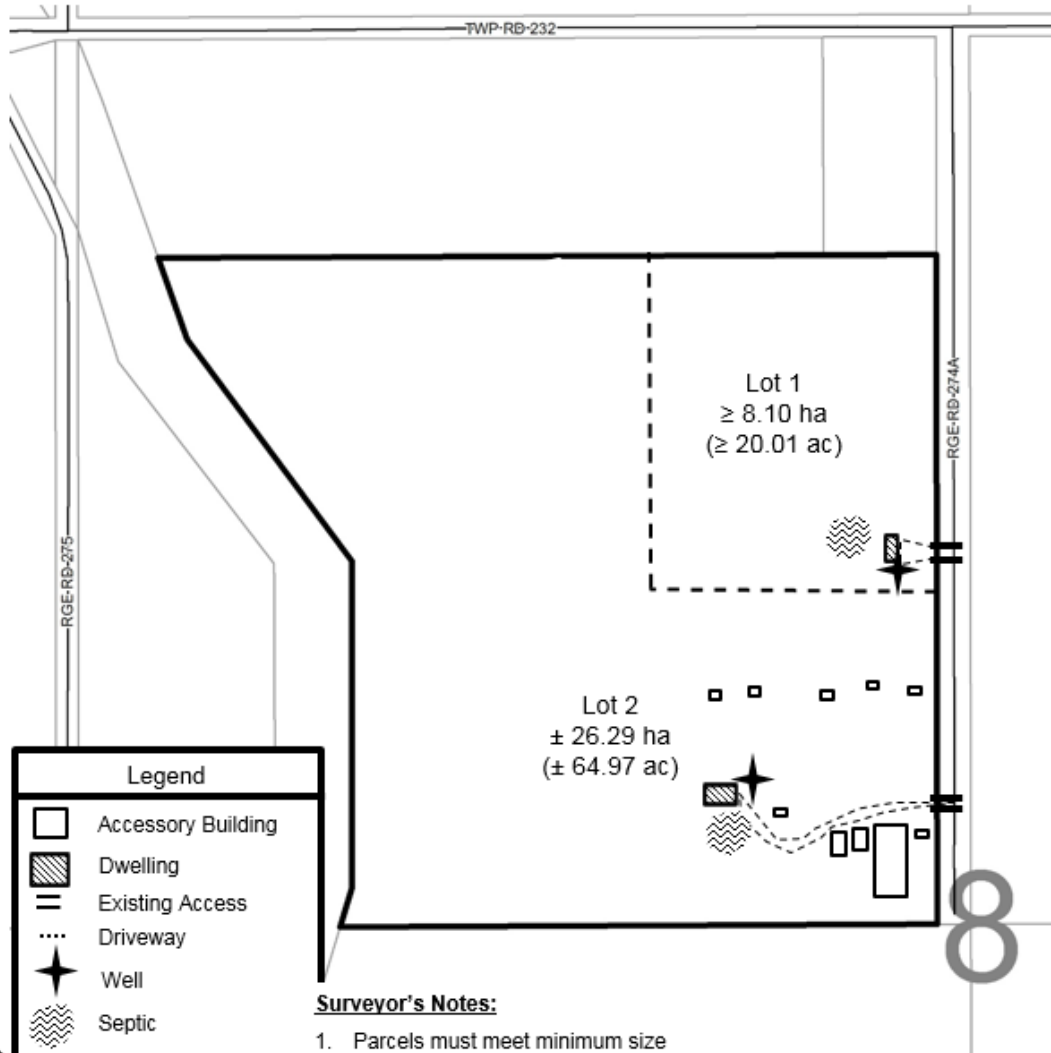 TWP-RD-232
Lot 1
≥ 8.10 ha
(≥ 20.01 ac)
RGE-RD-274A
RGE-RD-275
Lot 2
± 26.29 ha
(± 64.97 ac)
8
Legend
Accessory Building
Dwelling
Existing Access
Driveway
Well
Septic
Surveyor's Notes:
1. Parcels must meet minimum size